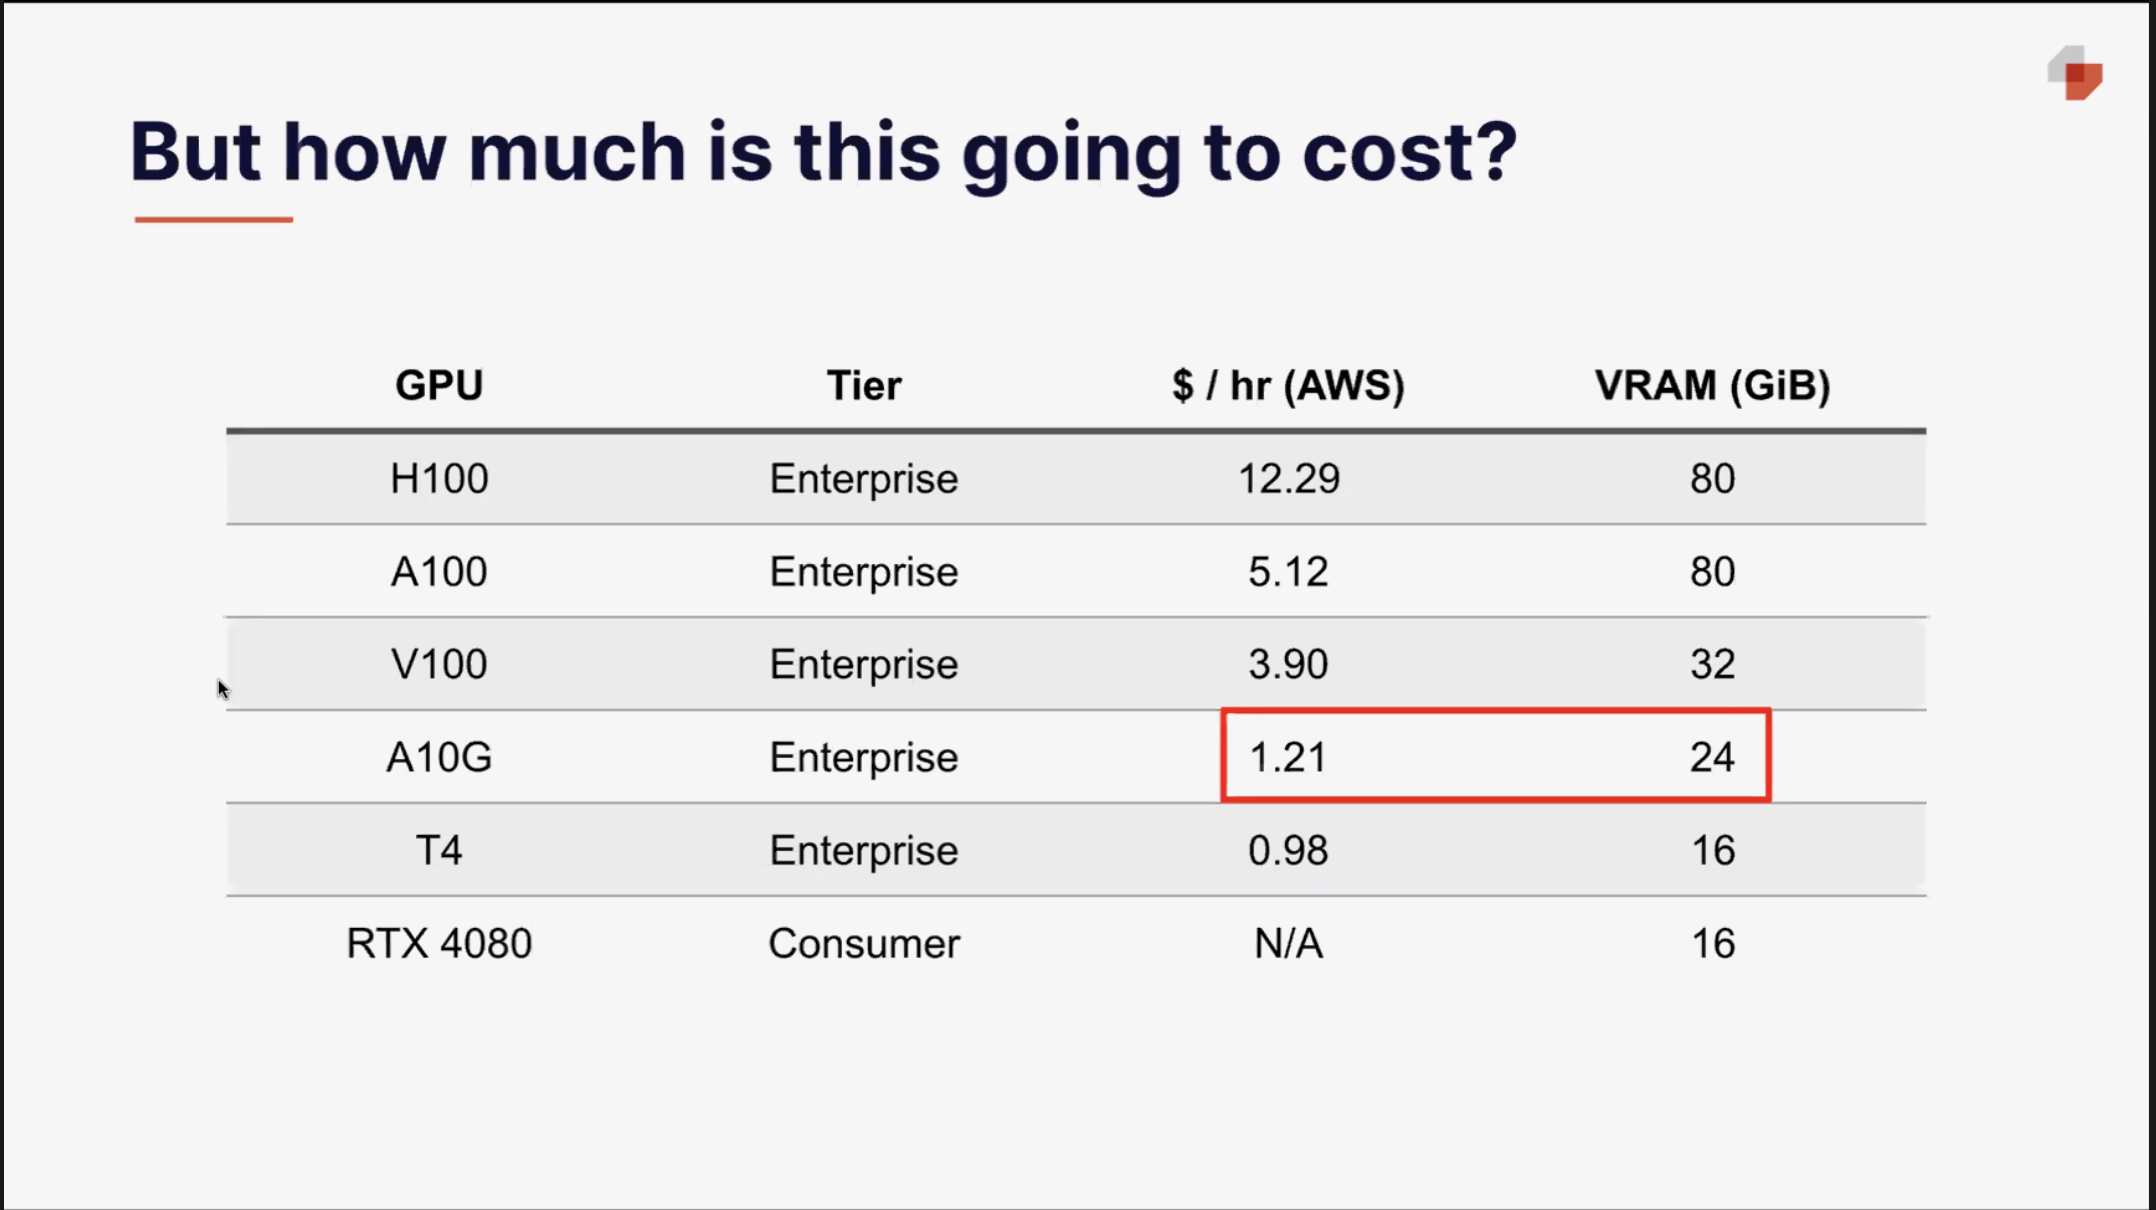 But how much is this going to cost?
GPU Tier $ / hr (AWS) VRAM (GiB)
H100 Enterprise 12.29 80
A100 Enterprise 5.12 80
V100 Enterprise 3.90 32
A10G Enterprise 1.21 24
T4 Enterprise 0.98 16
RTX 4080 Consumer N/A 16